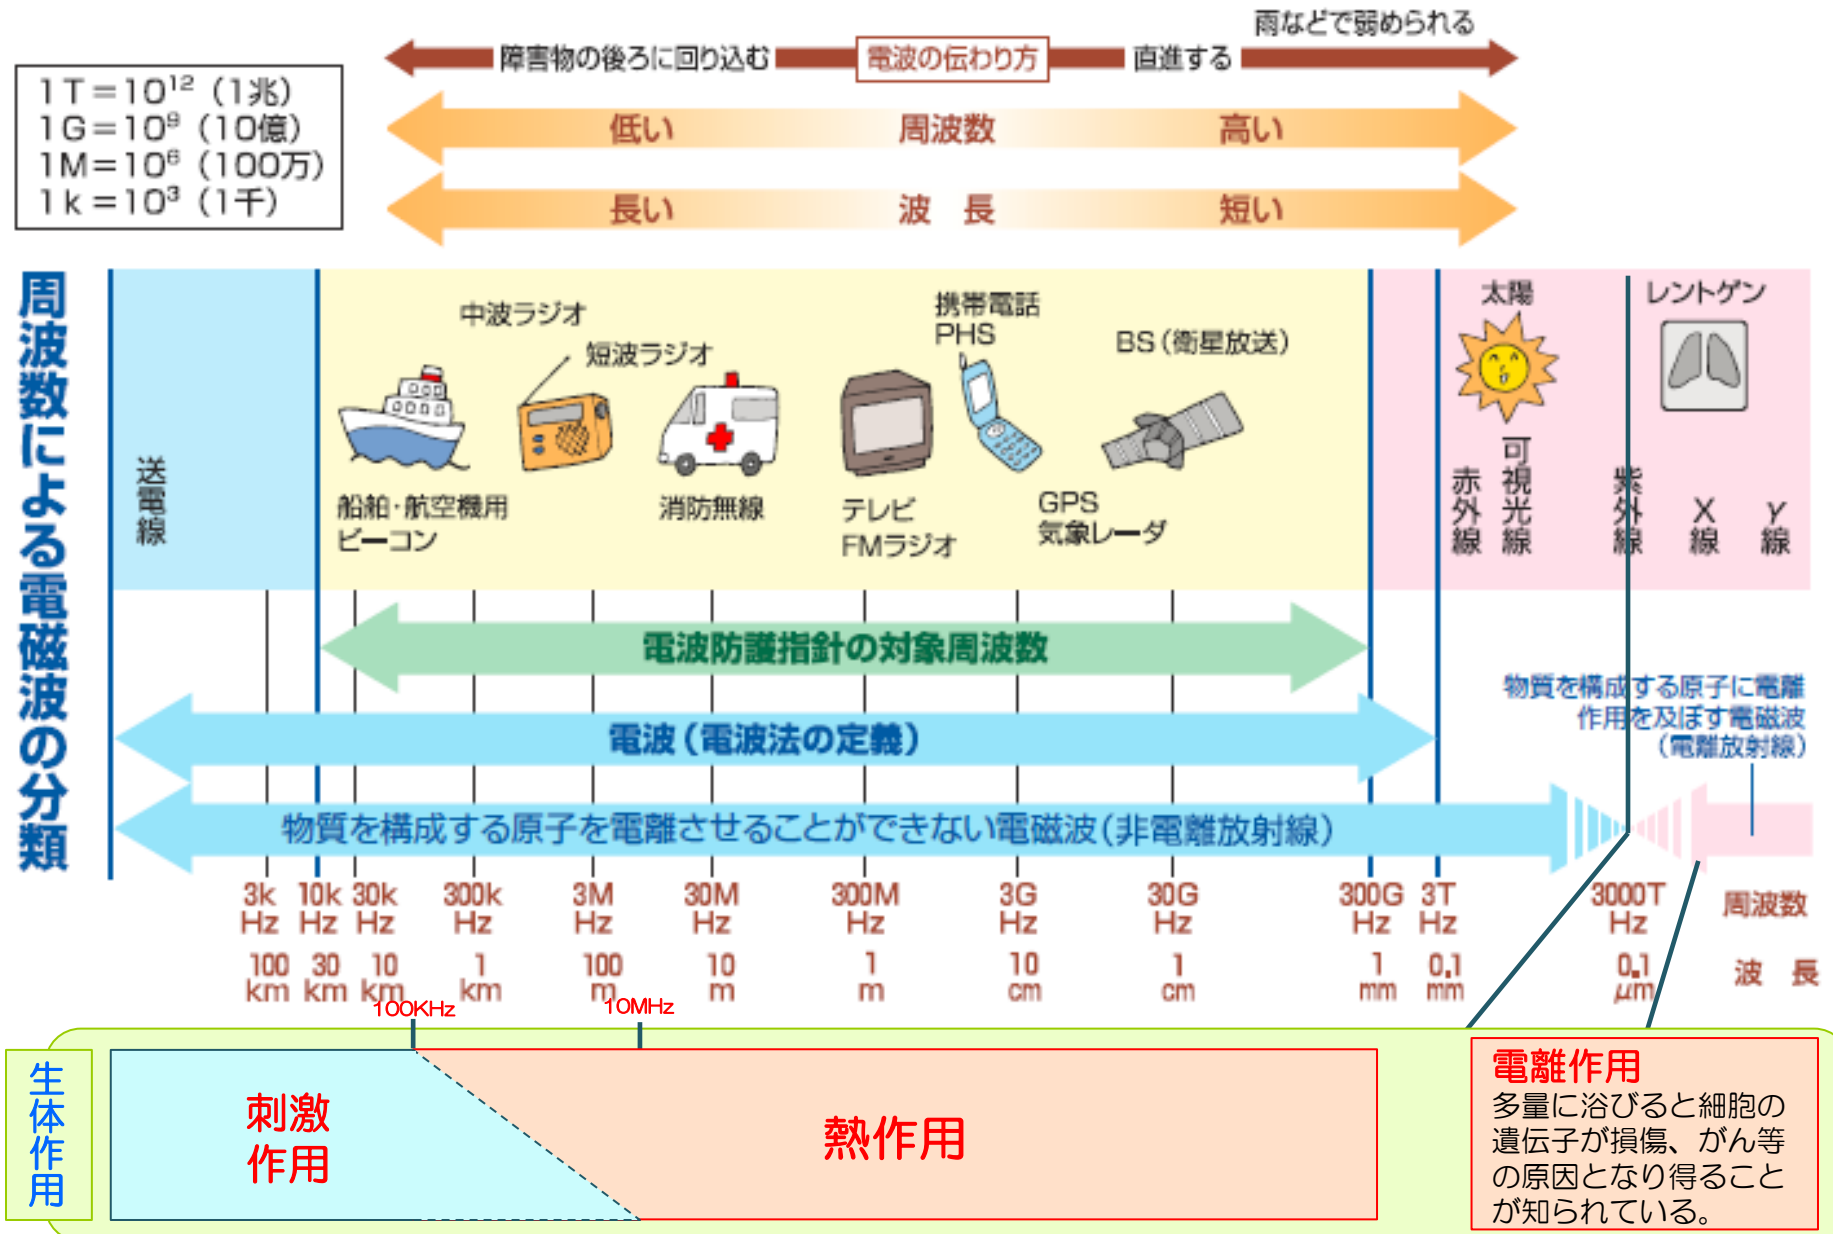 雨などで弱められる
障害物の後ろに回り込む
電波の伝わり方
直進する
1T=10¹²（1兆）
1G=10⁹（10億）
1M=10⁶（100万）
1k=10³（1千）
低い
周波数
高い
長い
波 長
短い
周波数による電磁波の分類
送電線
中波ラジオ
短波ラジオ
船舶・航空機用
ビーコン
消防無線
携帯電話
PHS
テレビ
FMラジオ
BS（衛星放送）
GPS
気象レーダ
太陽
レントゲン
赤外線
可視光線
紫外線
X線
γ線
電波防護指針の対象周波数
電波（電波法の定義）
物質を構成する原子に電離
作用を及ぼす電磁波
（電離放射線）
物質を構成する原子を電離させることができない電磁波（非電離放射線）
3k 10k 30k 300k 3M 30M 300M 3G 30G 300G 3T 3000T
Hz Hz Hz Hz Hz Hz Hz Hz Hz Hz Hz Hz
周波数
100 30 10 1 100 10 1 10 1 1 0.1 0.1
km km km km m m m cm cm mm mm μm
波 長
100KHz
10MHz
生体作用
刺激
作用
熱作用
電離作用
多量に浴びると細胞の
遺伝子が損傷、がん等
の原因となり得ること
が知られている。